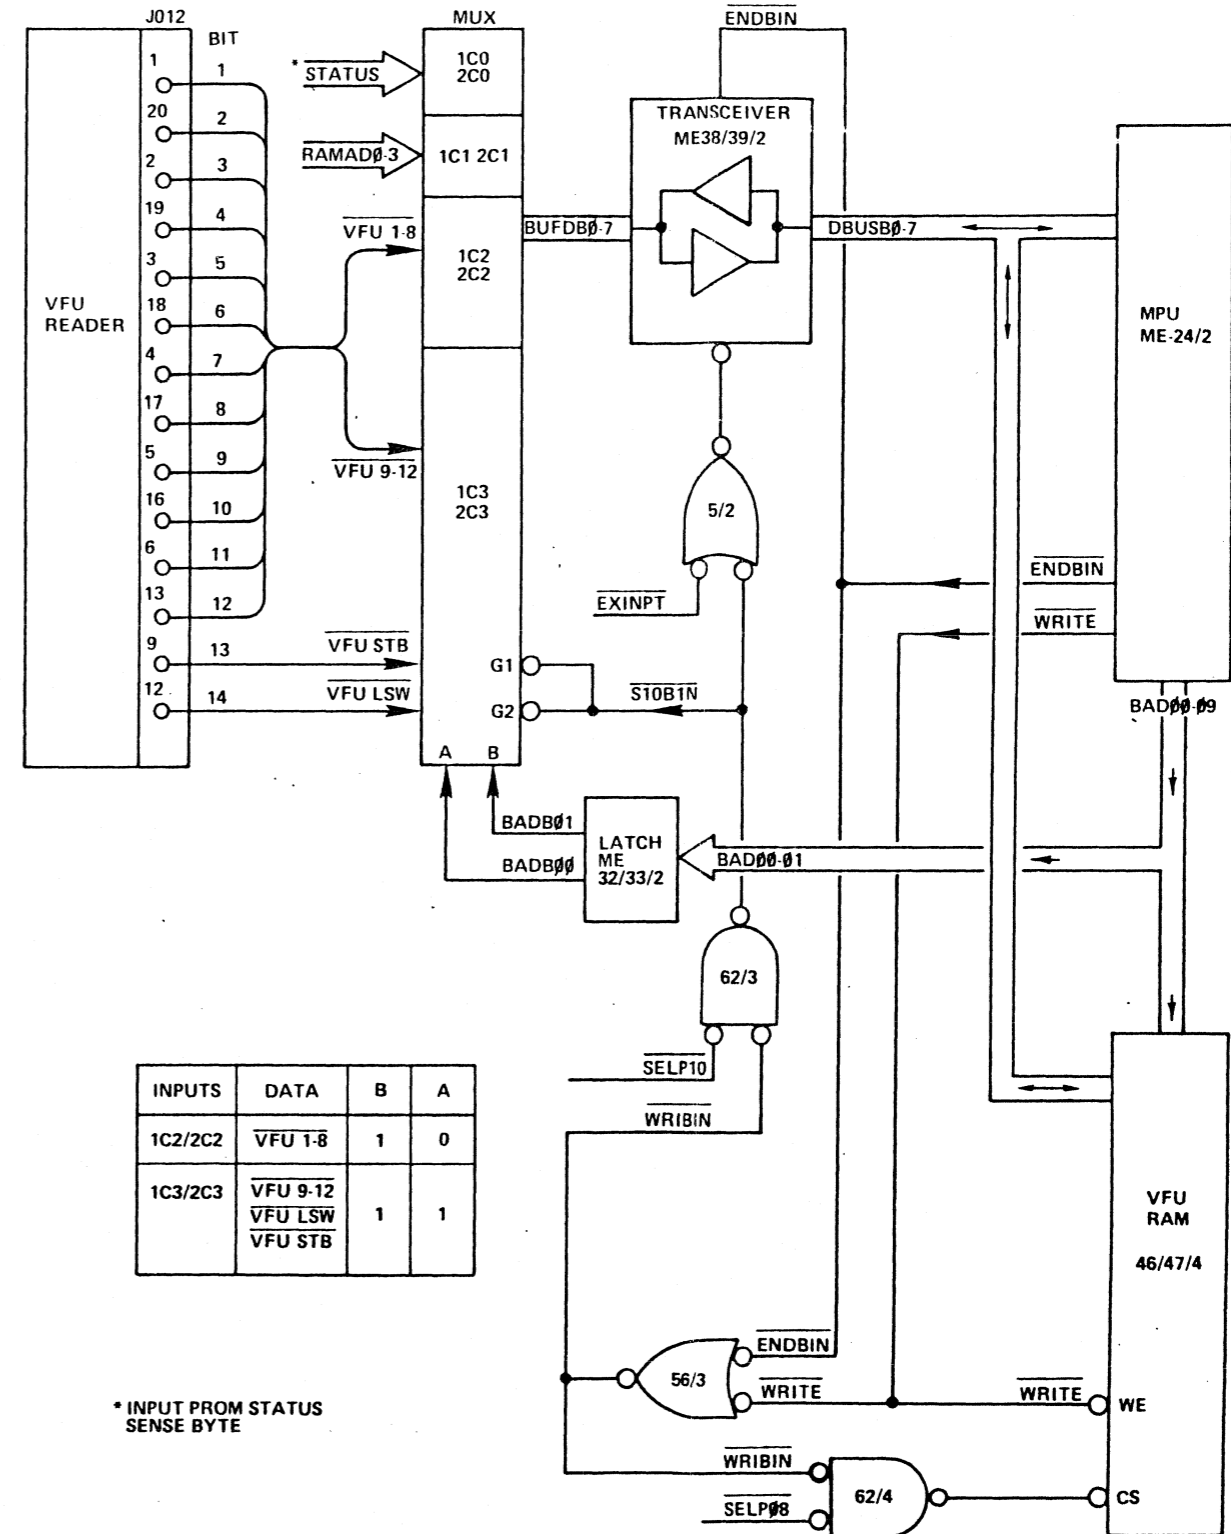 J012
BIT
MUX
ENDBIN
1 1
20 2
2 3
19 4
3 5
18 6
4 7
17 8
5 9
16 10
6 11
13 12
9 13
12 14
VFU
READER
* STATUS
RAMADØ-3
VFU 1-8
VFU 9-12
VFU STB
VFU LSW
1C0
2C0
1C1 2C1
1C2
2C2
1C3
2C3
G1
G2
A B
BUFDBØ-7
TRANSCEIVER
ME38/39/2
DBUSBØ-7
MPU
ME-24/2
5/2
EXINPT
S10B1N
ENDBIN
WRITE
BADØØ-Ø9
BADBØ1
BADBØØ
LATCH
ME
32/33/2
BADØØ-Ø1
62/3
SELP10
WRIBIN
INPUTS DATA B A
1C2/2C2 VFU 1-8 1 0
1C3/2C3 VFU 9-12
VFU LSW 1 1
VFU STB
VFU
RAM
46/47/4
56/3
ENDBIN
WRITE
WRITE
WE
* INPUT PROM STATUS
SENSE BYTE
WRIBIN
SELPØ8
62/4
CS